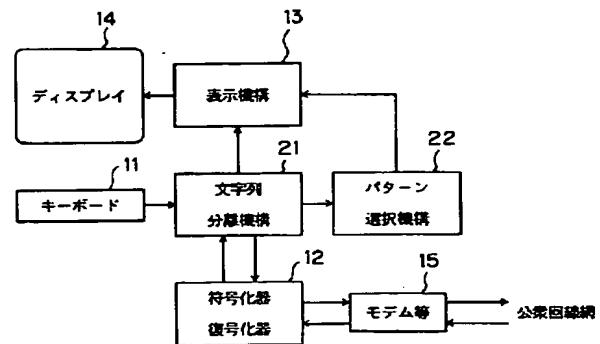 14
13
ディスプレイ
表示機構
11
21
22
キーボード
文字列
分離機構
パターン
選択機構
12
15
符号化器
復号化器
モデム等
公衆回線網